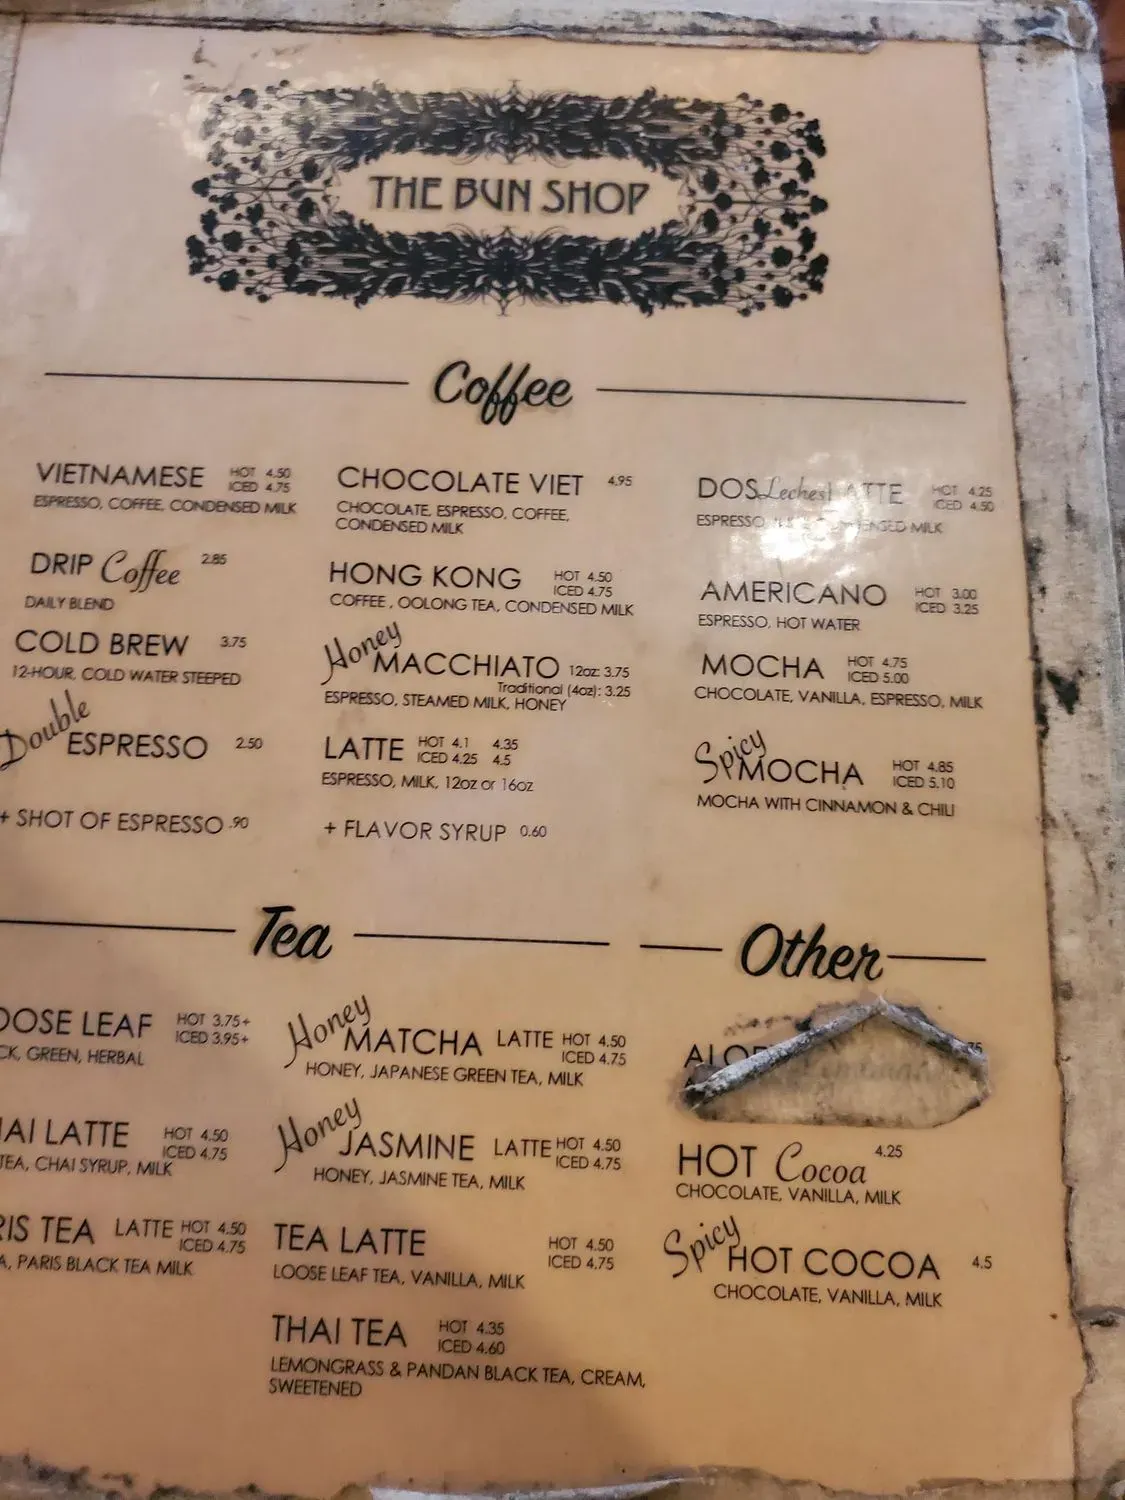 THE BUN SHOP
Coffee
VIETNAMESE HOT 4.50
ICED 4.75
ESPRESSO, COFFEE, CONDENSED MILK
DRIP Coffee 2.85
DAILY BLEND
COLD BREW 3.75
12-HOUR, COLD WATER STEEPED
Double
ESPRESSO 2.50
+ SHOT OF ESPRESSO .90
CHOCOLATE VIET 4.95
CHOCOLATE, ESPRESSO, COFFEE,
CONDENSED MILK
HONG KONG HOT 4.50
ICED 4.75
COFFEE, OOLONG TEA, CONDENSED MILK
Honey
MACCHIATO 12oz: 3.75
Traditional (4oz): 3.25
ESPRESSO, STEAMED MILK, HONEY
LATTE HOT 4.1 4.35
ICED 4.25 4.5
ESPRESSO, MILK, 12oz or 16oz
+ FLAVOR SYRUP 0.60
DOS Leches LATTE HOT 4.25
ICED 4.50
ESPRESSO MILK
AMERICANO HOT 3.00
ICED 3.25
ESPRESSO, HOT WATER
MOCHA HOT 4.75
ICED 5.00
CHOCOLATE, VANILLA, ESPRESSO, MILK
Spicy
MOCHA HOT 4.85
ICED 5.10
MOCHA WITH CINNAMON & CHILI
Tea
OOSE LEAF HOT 3.75+
ICED 3.95+
CK, GREEN, HERBAL
HAI LATTE HOT 4.50
ICED 4.75
TEA, CHAI SYRUP, MILK
RIS TEA LATTE HOT 4.50
ICED 4.75
A, PARIS BLACK TEA MILK
Honey
MATCHA LATTE HOT 4.50
ICED 4.75
HONEY, JAPANESE GREEN TEA, MILK
Honey
JASMINE LATTE HOT 4.50
ICED 4.75
HONEY, JASMINE TEA, MILK
TEA LATTE HOT 4.50
ICED 4.75
LOOSE LEAF TEA, VANILLA, MILK
THAI TEA HOT 4.35
ICED 4.60
LEMONGRASS & PANDAN BLACK TEA, CREAM,
SWEETENED
Other
HOT Cocoa 4.25
CHOCOLATE, VANILLA, MILK
Spicy
HOT COCOA 4.5
CHOCOLATE, VANILLA, MILK